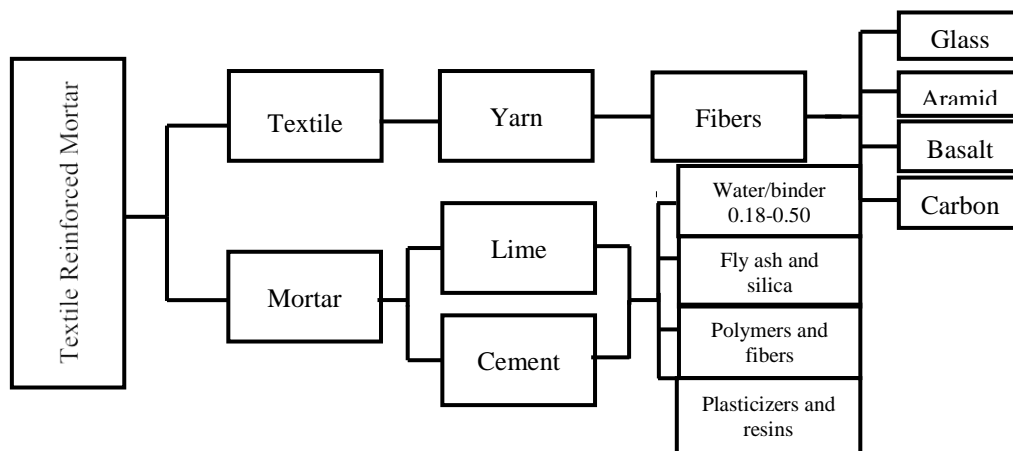 Textile Reinforced Mortar
Textile
Yarn
Fibers
Glass
Aramid
Basalt
Carbon
Mortar
Lime
Cement
Water/binder
0.18-0.50
Fly ash and
silica
Polymers and
fibers
Plasticizers and
resins